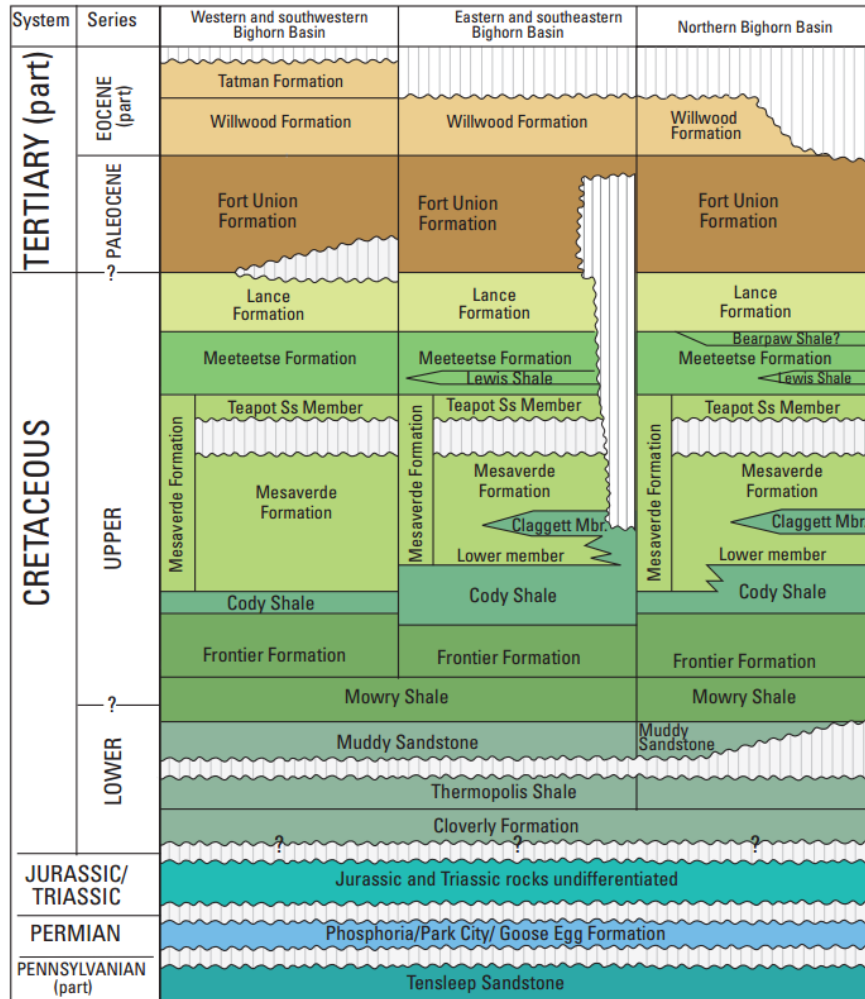 System
Series
Western and southwestern
Bighorn Basin
Eastern and southeastern
Bighorn Basin
Northern Bighorn Basin
TERTIARY (part)
EOCENE
(part)
PALEOCENE
Tatman Formation
Willwood Formation
Willwood Formation
Willwood
Formation
Fort Union
Formation
Fort Union
Formation
Fort Union
Formation
?
CRETACEOUS
UPPER
Lance
Formation
Lance
Formation
Lance
Formation
Bearpaw Shale?
Meeteetse Formation
Meeteetse Formation
Meeteetse Formation
Lewis Shale
Lewis Shale
Mesaverde Formation
Teapot Ss Member
Mesaverde
Formation
Mesaverde Formation
Teapot Ss Member
Mesaverde
Formation
Claggett Mbr.
Lower member
Mesaverde Formation
Teapot Ss Member
Mesaverde
Formation
Claggett Mbr.
Lower member
Cody Shale
Cody Shale
Cody Shale
Frontier Formation
Frontier Formation
Frontier Formation
Mowry Shale
Mowry Shale
?
LOWER
Muddy Sandstone
Muddy
Sandstone
Thermopolis Shale
Cloverly Formation
?
?
?
JURASSIC/
TRIASSIC
Jurassic and Triassic rocks undifferentiated
PERMIAN
Phosphoria/Park City/ Goose Egg Formation
PENNSYLVANIAN
(part)
Tensleep Sandstone